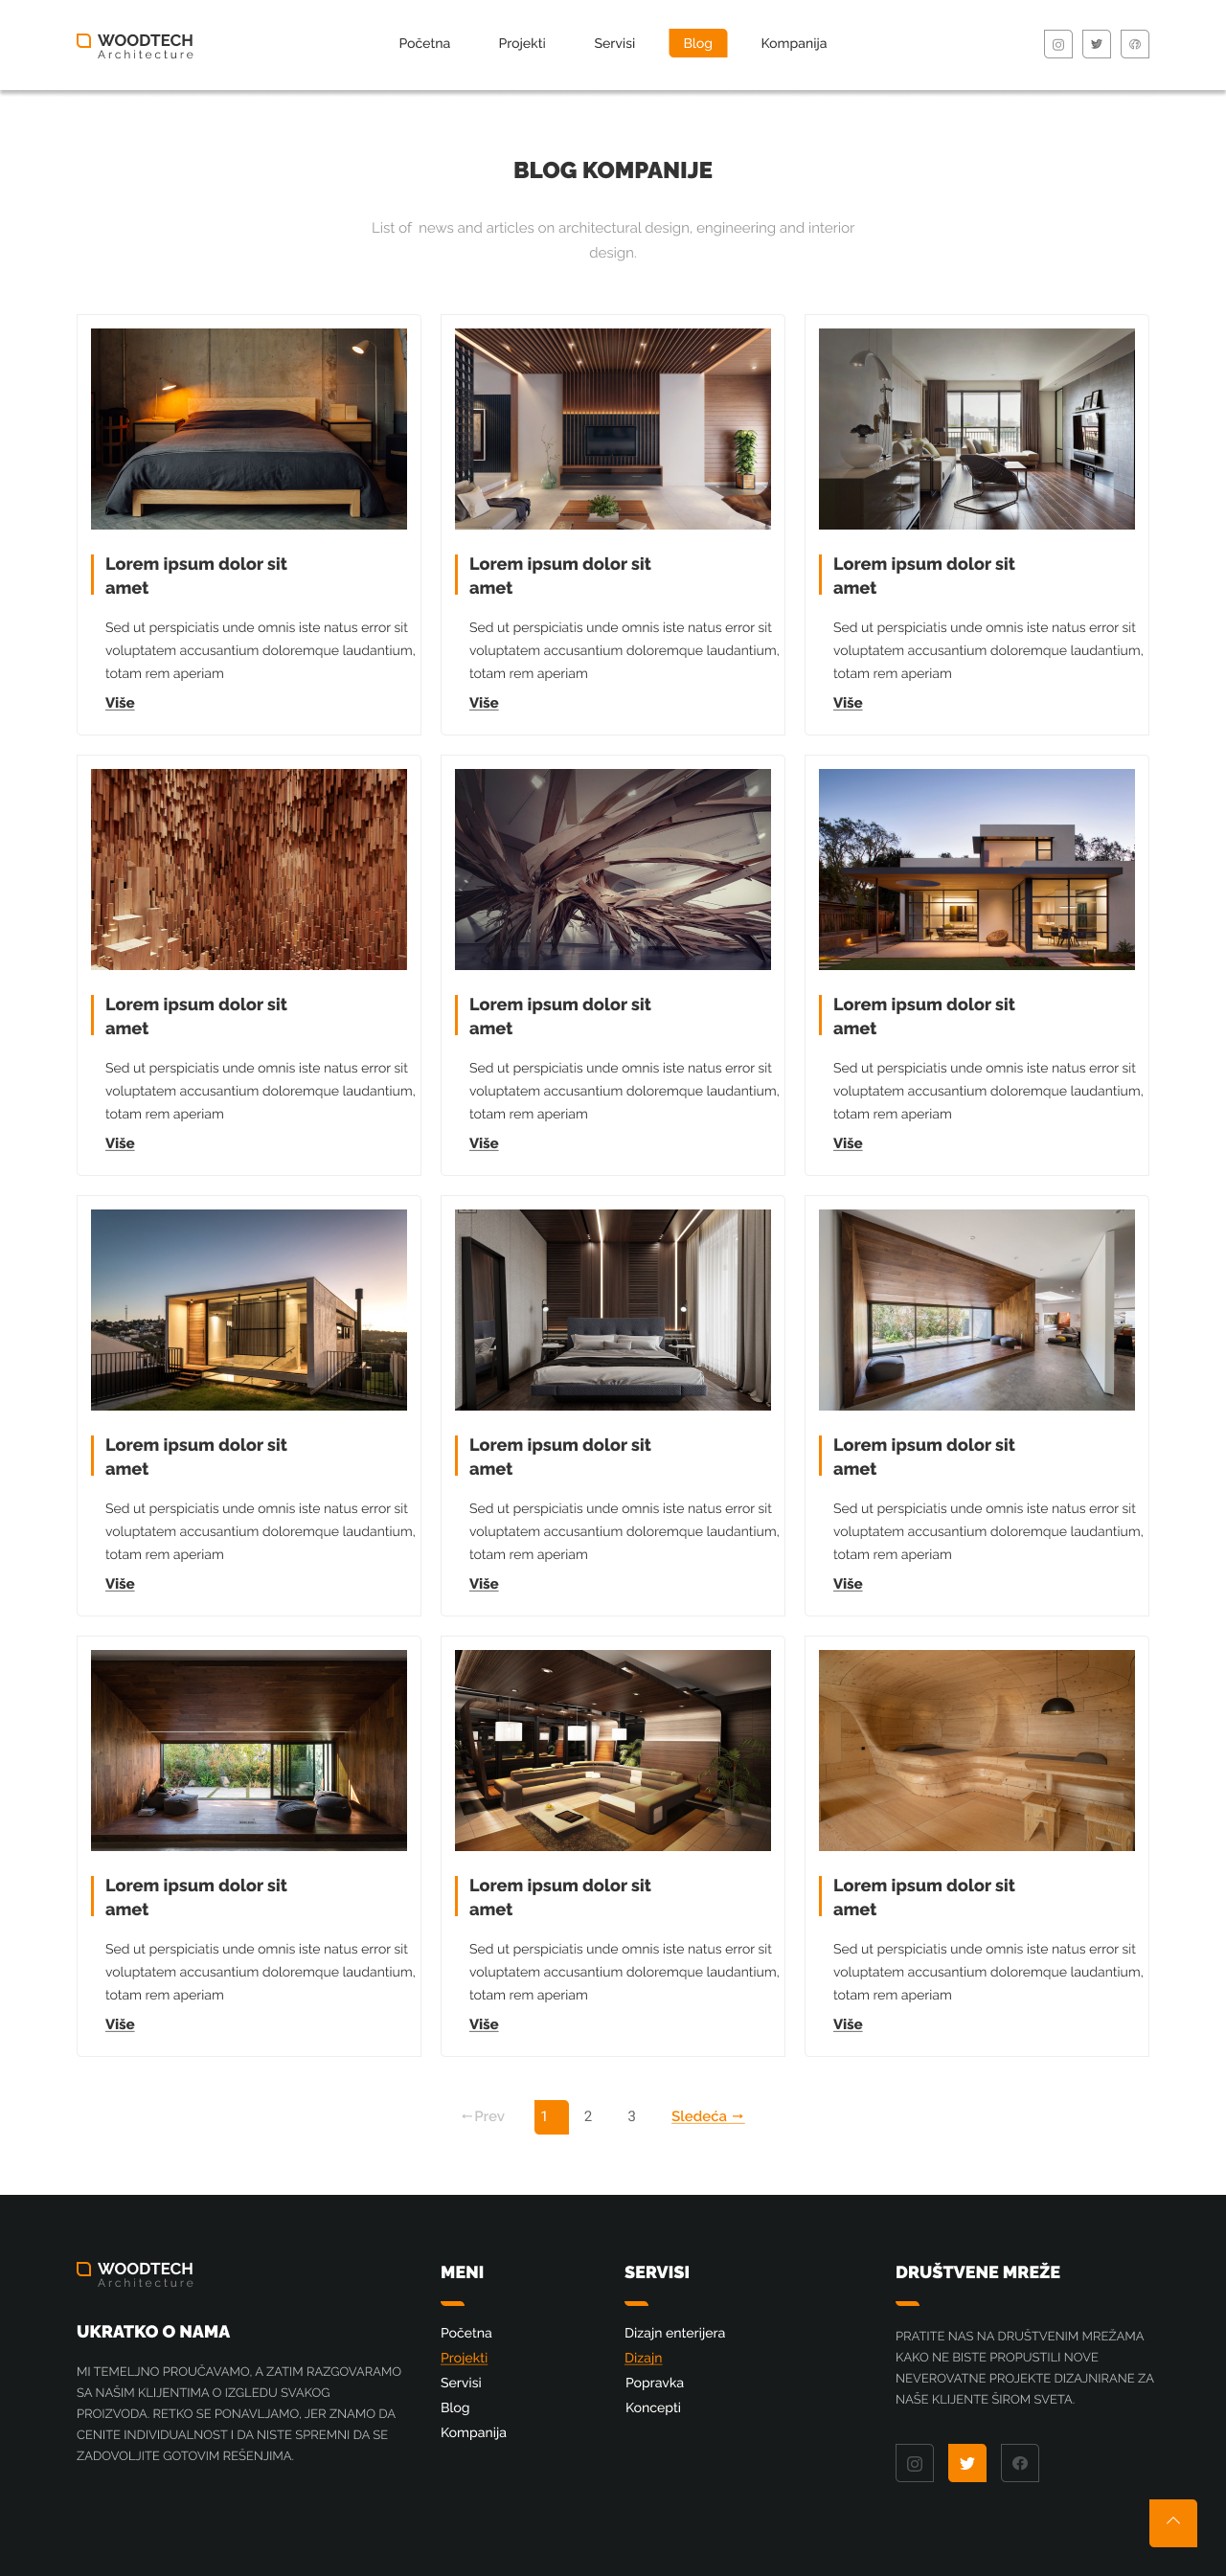 WOODTECH
Architecture
Početna Projekti Servisi Blog Kompanija
BLOG KOMPANIJE
List of news and articles on architectural design, engineering and interior
design.
Lorem ipsum dolor sit
amet
Sed ut perspiciatis unde omnis iste natus error sit
voluptatem accusantium doloremque laudantium,
totam rem aperiam
Više
Lorem ipsum dolor sit
amet
Sed ut perspiciatis unde omnis iste natus error sit
voluptatem accusantium doloremque laudantium,
totam rem aperiam
Više
Lorem ipsum dolor sit
amet
Sed ut perspiciatis unde omnis iste natus error sit
voluptatem accusantium doloremque laudantium,
totam rem aperiam
Više
Lorem ipsum dolor sit
amet
Sed ut perspiciatis unde omnis iste natus error sit
voluptatem accusantium doloremque laudantium,
totam rem aperiam
Više
Lorem ipsum dolor sit
amet
Sed ut perspiciatis unde omnis iste natus error sit
voluptatem accusantium doloremque laudantium,
totam rem aperiam
Više
Lorem ipsum dolor sit
amet
Sed ut perspiciatis unde omnis iste natus error sit
voluptatem accusantium doloremque laudantium,
totam rem aperiam
Više
Lorem ipsum dolor sit
amet
Sed ut perspiciatis unde omnis iste natus error sit
voluptatem accusantium doloremque laudantium,
totam rem aperiam
Više
Lorem ipsum dolor sit
amet
Sed ut perspiciatis unde omnis iste natus error sit
voluptatem accusantium doloremque laudantium,
totam rem aperiam
Više
Lorem ipsum dolor sit
amet
Sed ut perspiciatis unde omnis iste natus error sit
voluptatem accusantium doloremque laudantium,
totam rem aperiam
Više
Lorem ipsum dolor sit
amet
Sed ut perspiciatis unde omnis iste natus error sit
voluptatem accusantium doloremque laudantium,
totam rem aperiam
Više
Lorem ipsum dolor sit
amet
Sed ut perspiciatis unde omnis iste natus error sit
voluptatem accusantium doloremque laudantium,
totam rem aperiam
Više
Lorem ipsum dolor sit
amet
Sed ut perspiciatis unde omnis iste natus error sit
voluptatem accusantium doloremque laudantium,
totam rem aperiam
Više
←Prev 1 2 3 Sledeća →
WOODTECH
Architecture
UKRATKO O NAMA
MI TEMELJNO PROUČAVAMO, A ZATIM RAZGOVARAMO
SA NAŠIM KLIJENTIMA O IZGLEDU SVAKOG
PROIZVODA. RETKO SE PONAVLJAMO, JER ZNAMO DA
CENITE INDIVIDUALNOST I DA NISTE SPREMNI DA SE
ZADOVOLJITE GOTOVIM REŠENJIMA.
MENI
Početna
Projekti
Servisi
Blog
Kompanija
SERVISI
Dizajn enterijera
Dizajn
Popravka
Koncepti
DRUŠTVENE MREŽE
PRATITE NAS NA DRUŠTVENIM MREŽAMA
KAKO NE BISTE PROPUSTILI NOVE
NEVEROVATNE PROJEKTE DIZAJNIRANE ZA
NAŠE KLIJENTE ŠIROM SVETA.